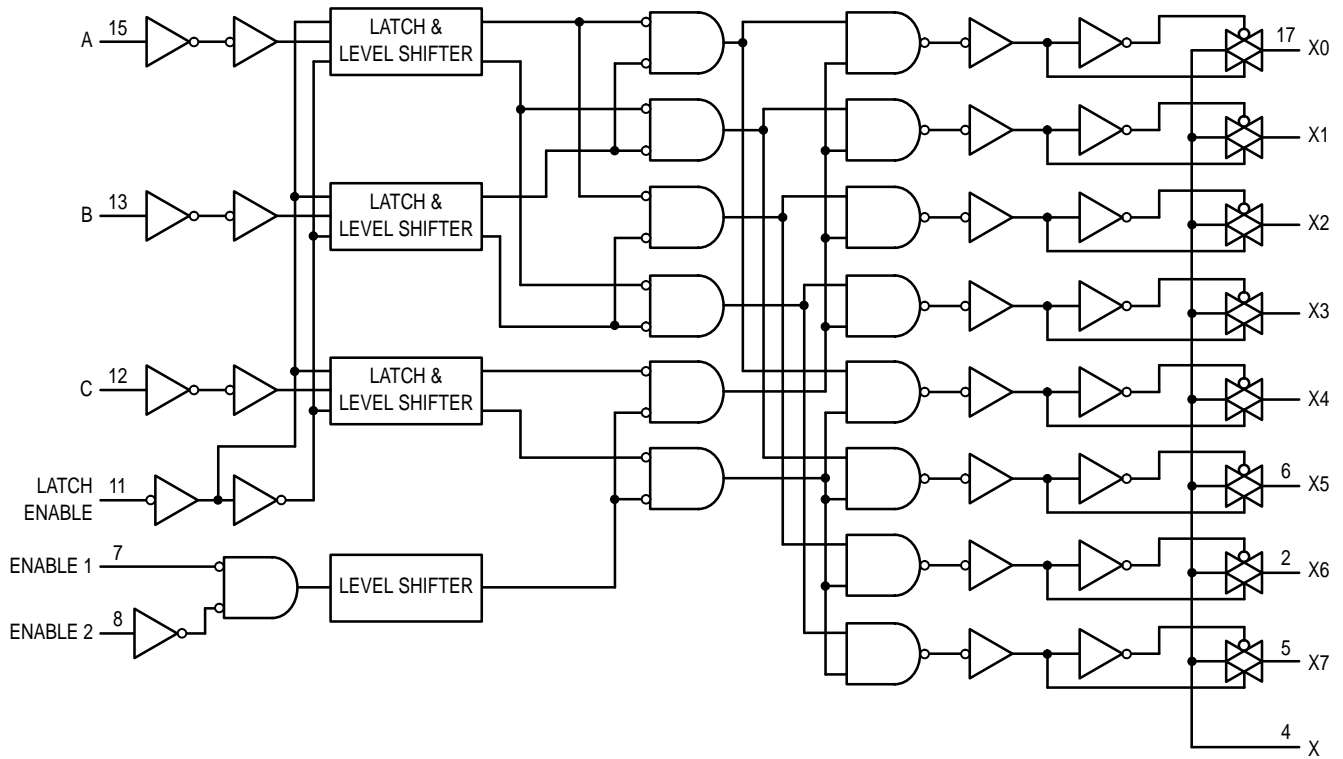 A 15
LATCH &
LEVEL SHIFTER
17 X0
X1
B 13
LATCH &
LEVEL SHIFTER
X2
X3
C 12
LATCH &
LEVEL SHIFTER
X4
LATCH
ENABLE
11
6 X5
ENABLE 1 7
LEVEL SHIFTER
2 X6
ENABLE 2 8
5 X7
4 X